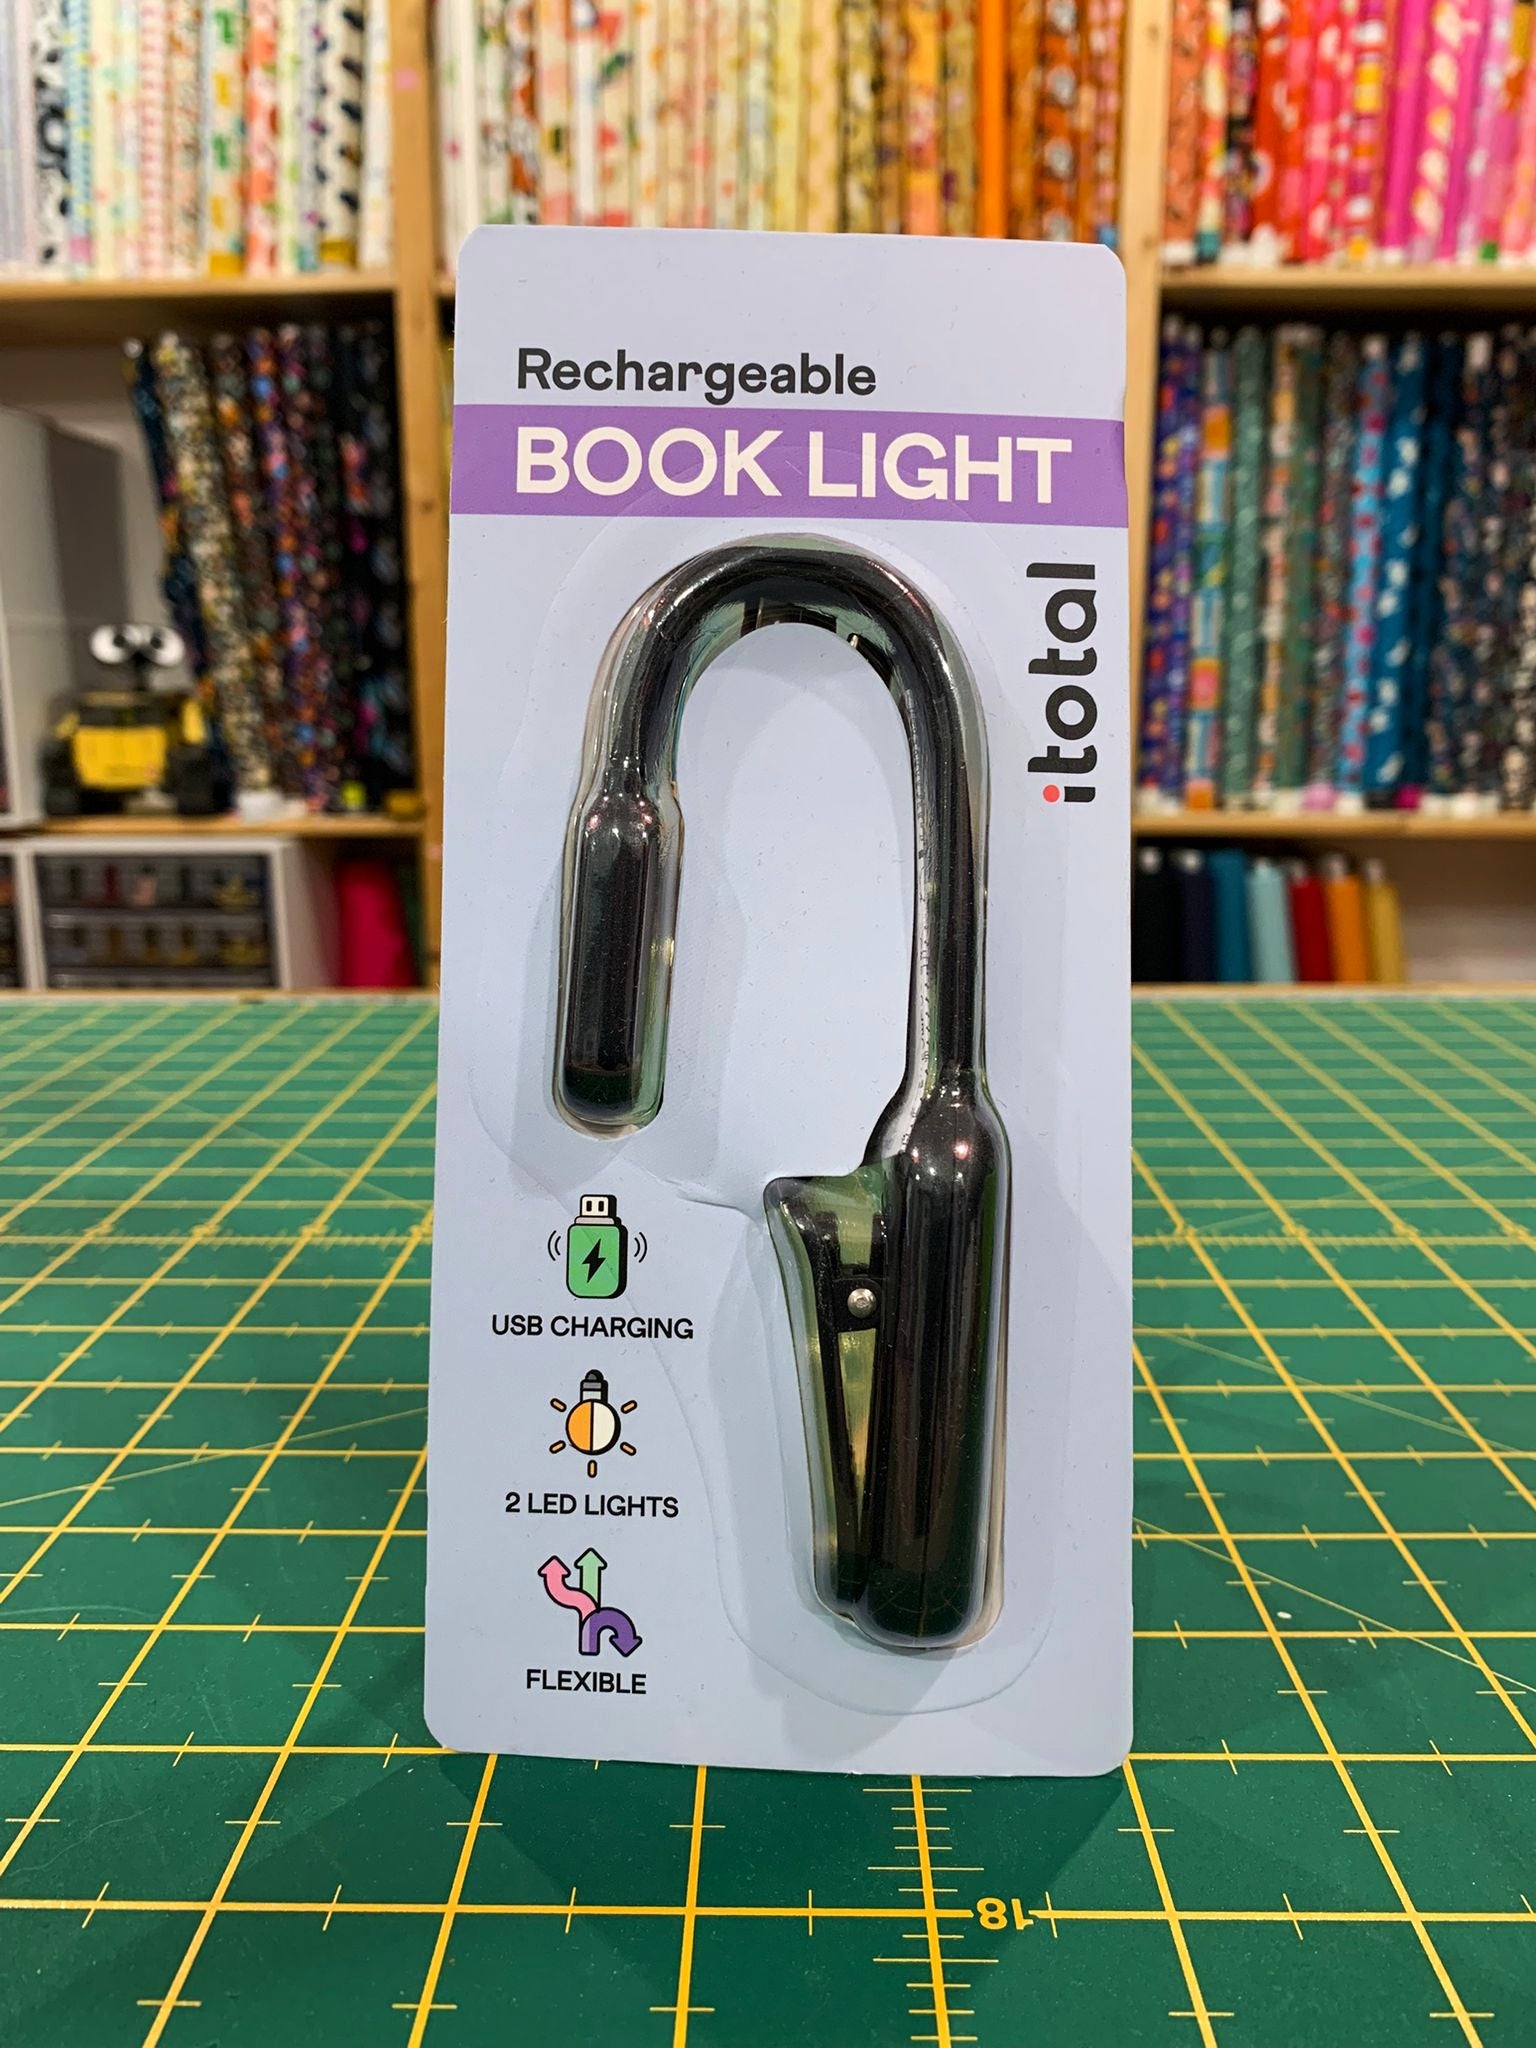 Rechargeable
BOOK LIGHT
itotal
USB CHARGING
2 LED LIGHTS
FLEXIBLE
18